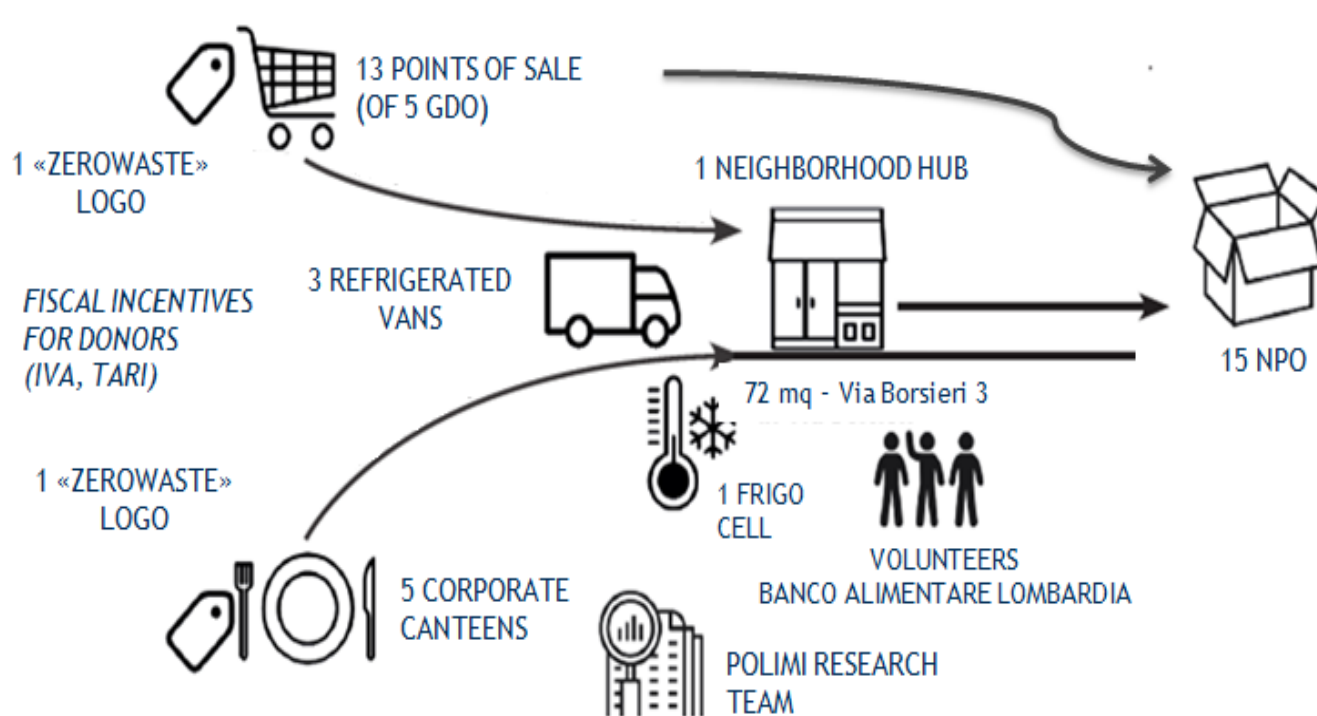 13 POINTS OF SALE
(OF 5 GDO)
1 «ZEROWASTE»
LOGO
1 NEIGHBORHOOD HUB
3 REFRIGERATED
VANS
FISCAL INCENTIVES
FOR DONORS
(IVA, TARI)
15 NPO
72 mq - Via Borsieri 3
1 «ZEROWASTE»
LOGO
1 FRIGO
CELL
VOLUNTEERS
BANCO ALIMENTARE LOMBARDIA
5 CORPORATE
CANTEENS
POLIMI RESEARCH
TEAM